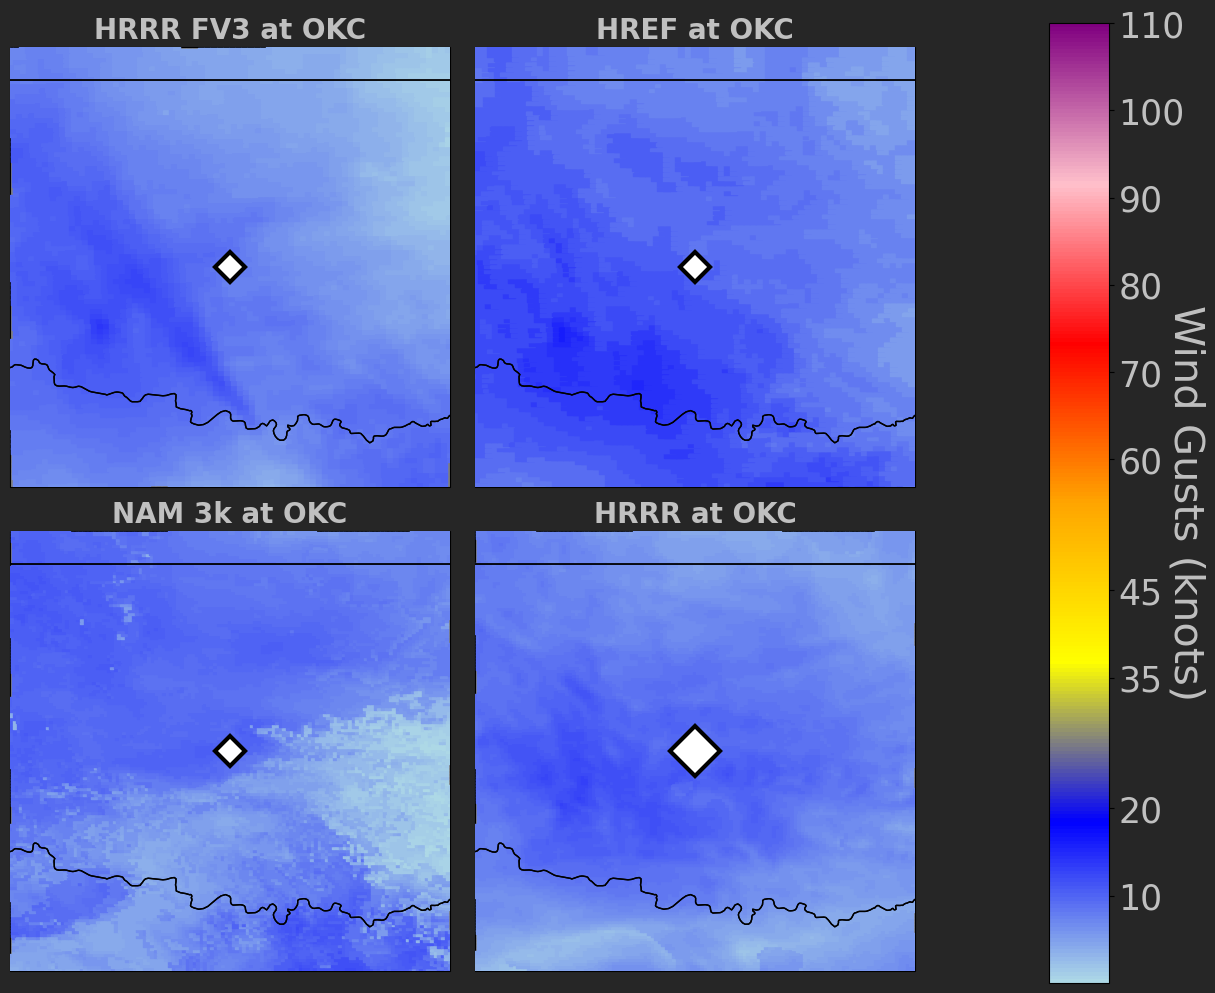 HRRR FV3 at OKC
HREF at OKC
NAM 3k at OKC
HRRR at OKC
110
100
90
80
70
60
45
35
20
10
Wind Gusts (knots)